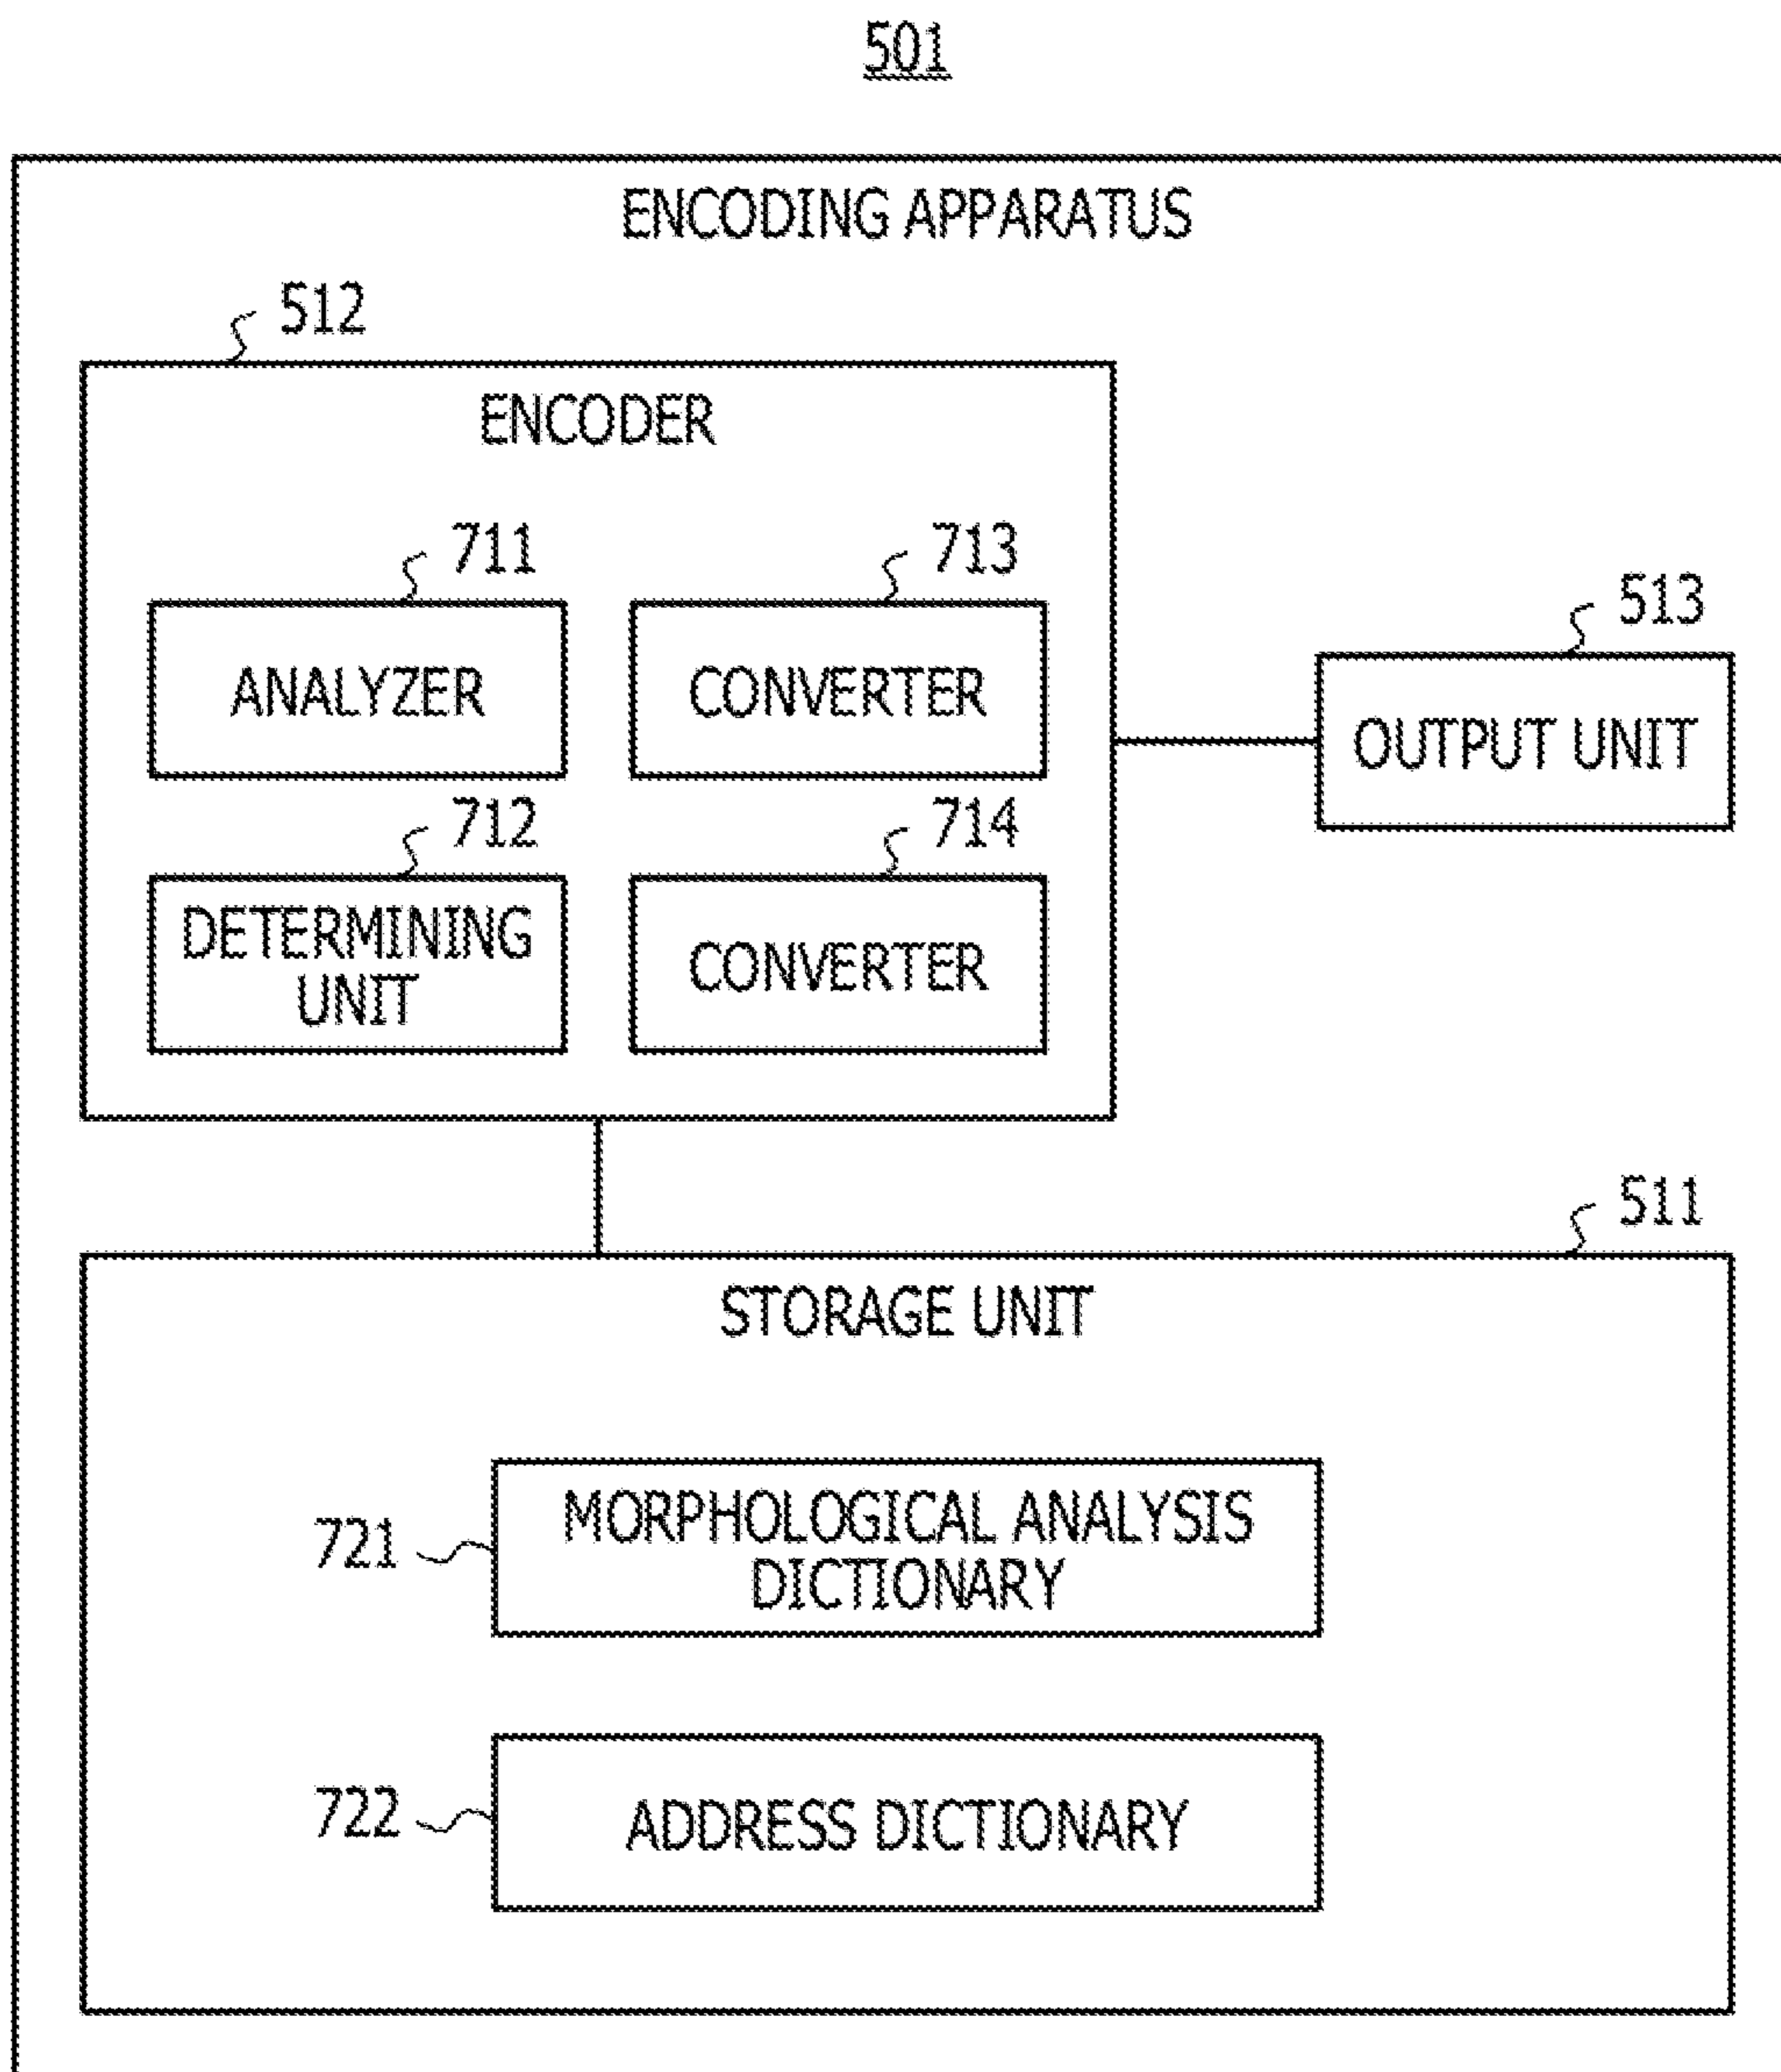 501
ENCODING APPARATUS
512
ENCODER
711
713
ANALYZER
CONVERTER
513
OUTPUT UNIT
712
714
DETERMINING
UNIT
CONVERTER
511
STORAGE UNIT
721
MORPHOLOGICAL ANALYSIS
DICTIONARY
722
ADDRESS DICTIONARY